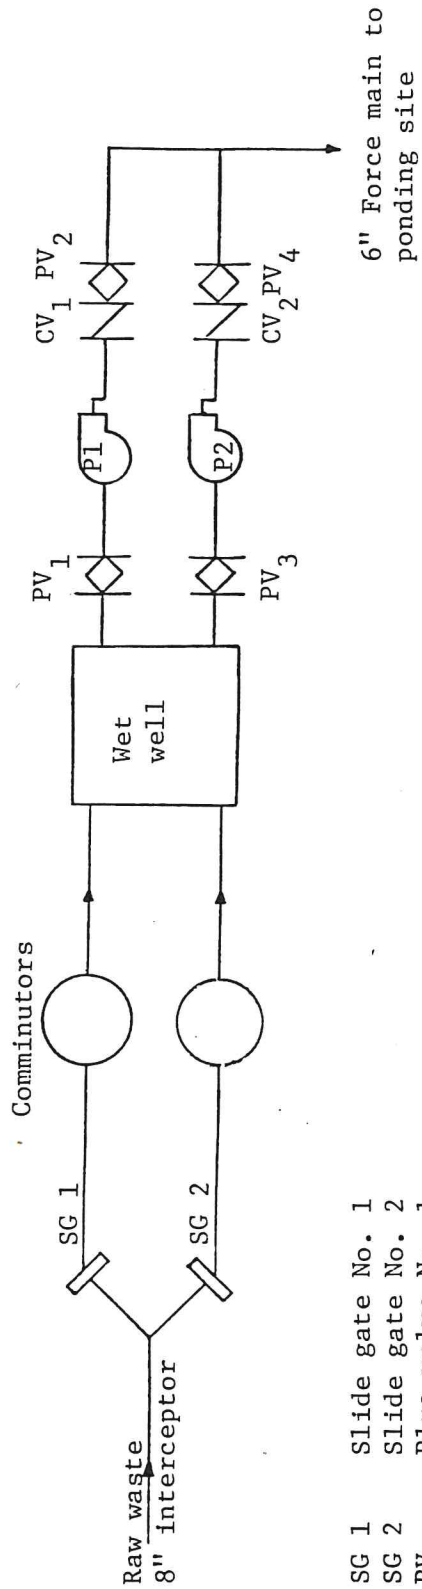 Raw waste
8" interceptor
SG 1
SG 2
Comminutors
Wet
well
PV1
PV3
P1
P2
CV1
PV2
CV2
PV4
6" Force main to
ponding site
SG 1 Slide gate No. 1
SG 2 Slide gate No. 2